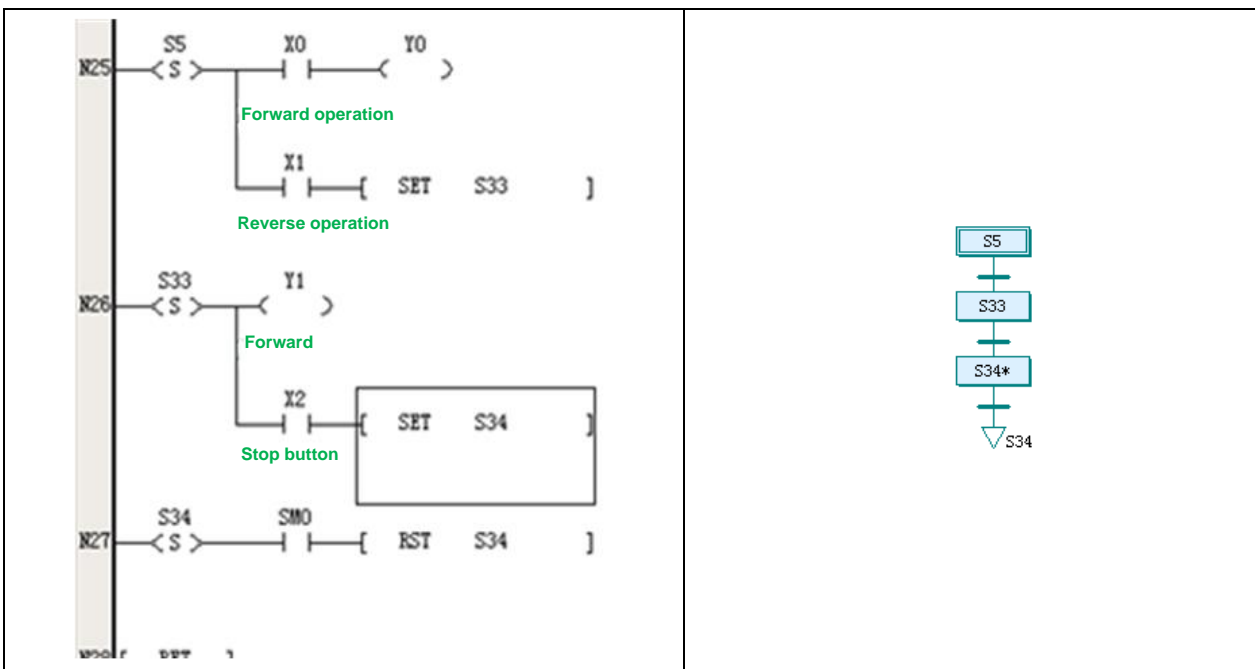 S5 X0 Y0
N25 < S > ( )
Forward operation
X1
[ SET S33 ]
Reverse operation
S33 Y1
N26 < S > ( )
Forward
X2
[ SET S34 ]
Stop button
S34 SM0
N27 < S > [ RST S34 ]
S5
S33
S34*
S34